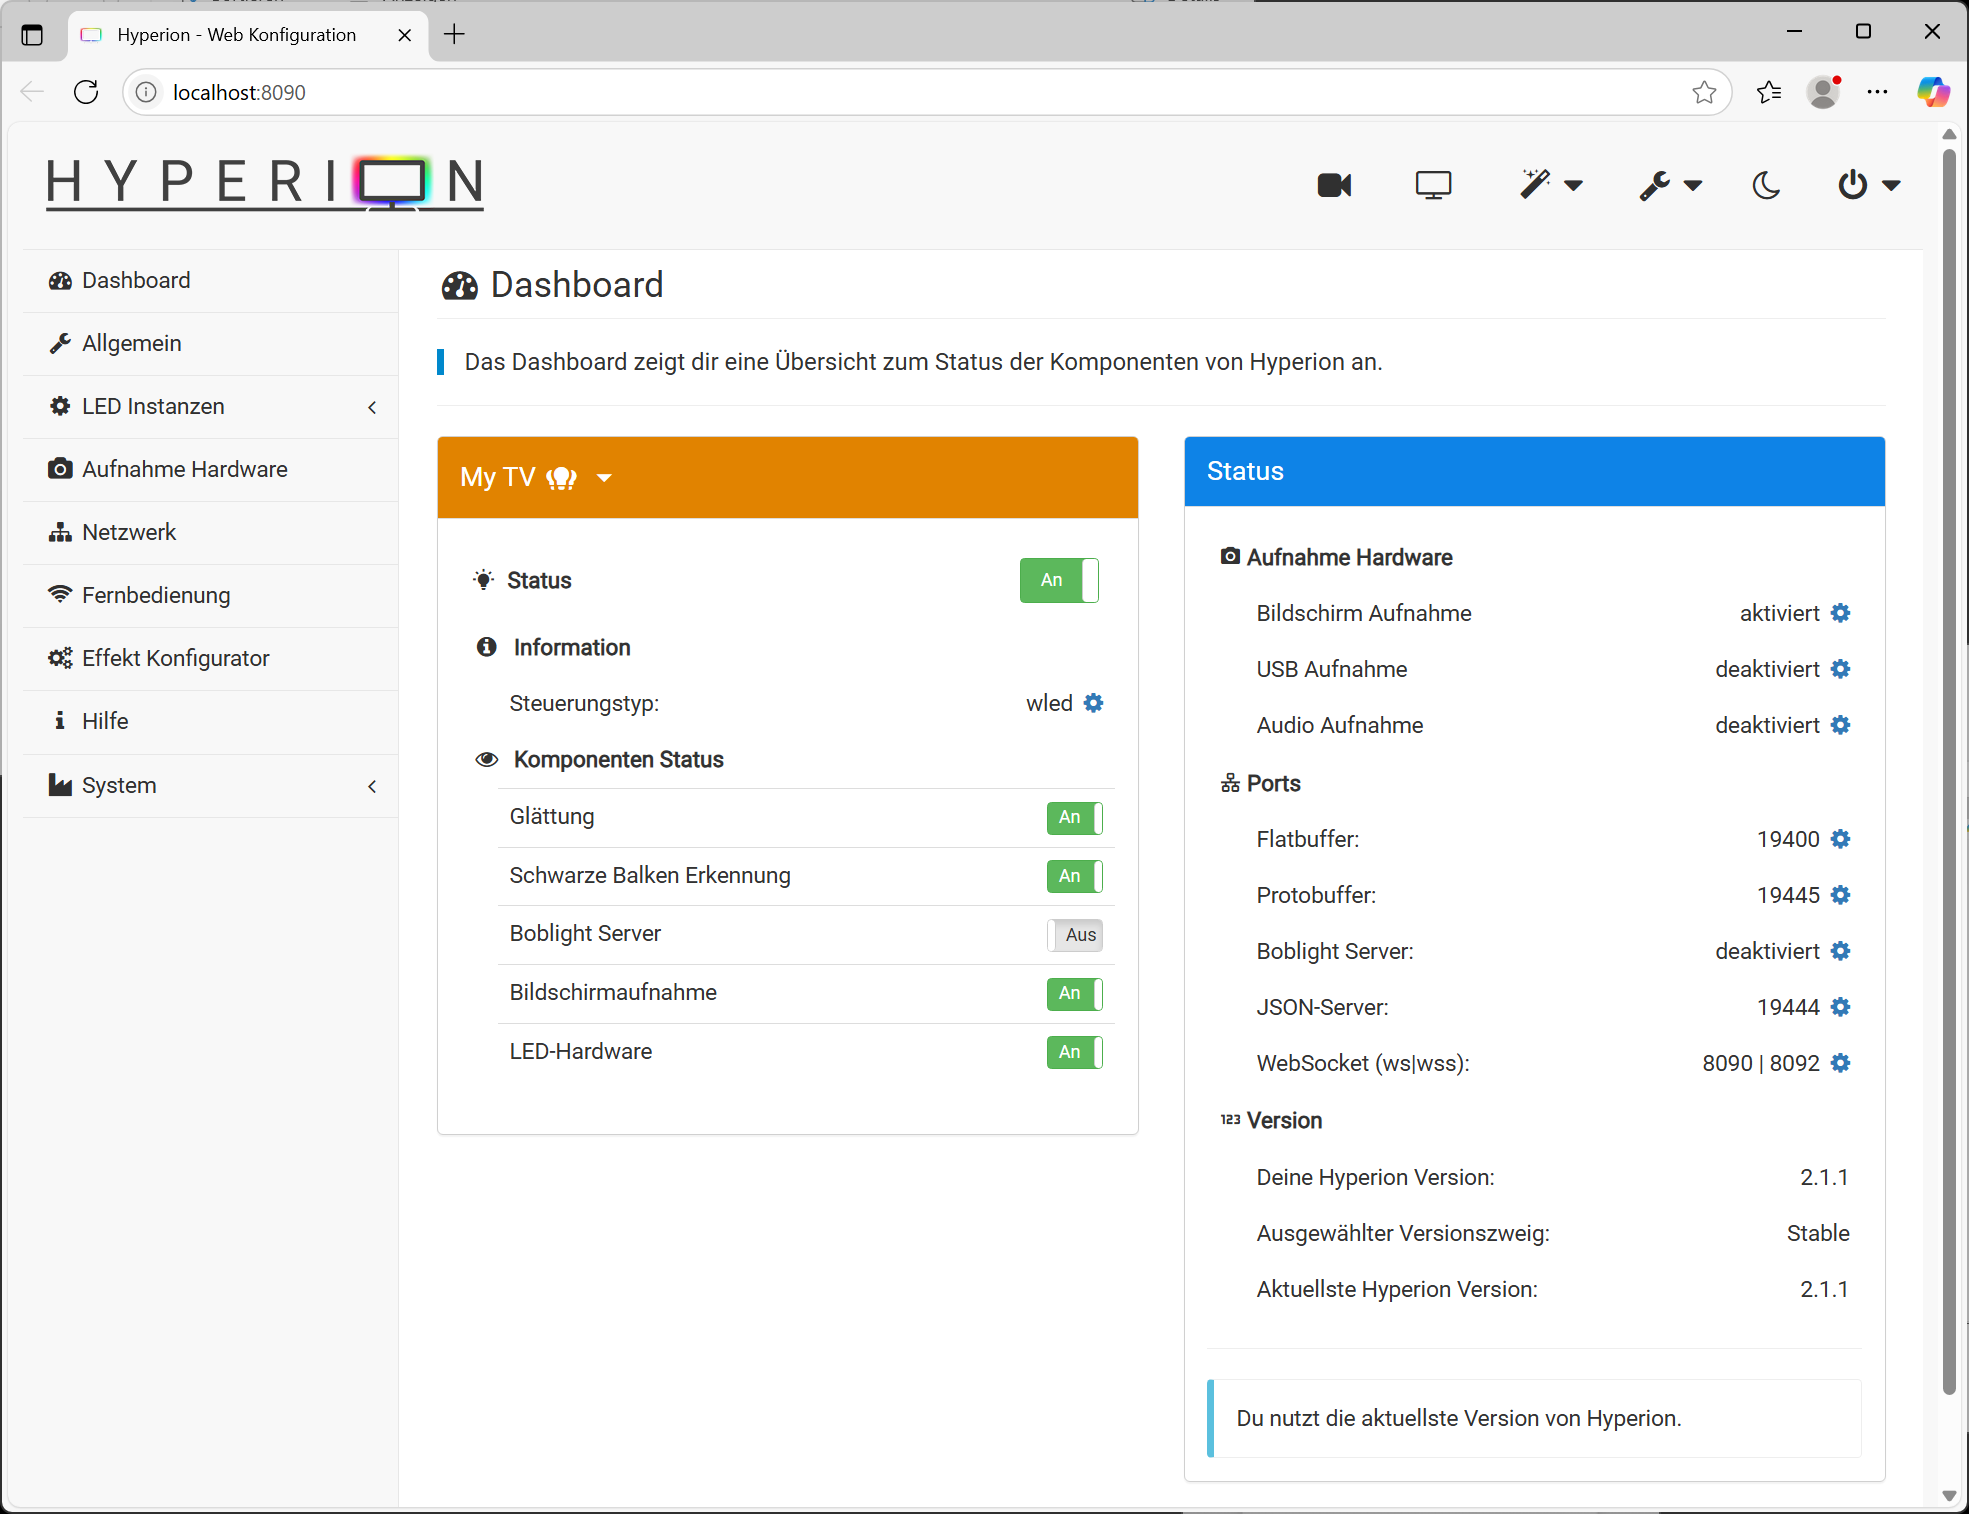 Hyperion - Web Konfiguration
localhost:8090
HYPERION
Dashboard
Allgemein
LED Instanzen
Aufnahme Hardware
Netzwerk
Fernbedienung
Effekt Konfigurator
Hilfe
System
Dashboard
Das Dashboard zeigt dir eine Übersicht zum Status der Komponenten von Hyperion an.
My TV
Status An
Information
Steuerungstyp: wled
Komponenten Status
Glättung An
Schwarze Balken Erkennung An
Boblight Server Aus
Bildschirmaufnahme An
LED-Hardware An
Status
Aufnahme Hardware
Bildschirm Aufnahme aktiviert
USB Aufnahme deaktiviert
Audio Aufnahme deaktiviert
Ports
Flatbuffer: 19400
Protobuffer: 19445
Boblight Server: deaktiviert
JSON-Server: 19444
WebSocket (ws|wss): 8090 | 8092
123 Version
Deine Hyperion Version: 2.1.1
Ausgewählter Versionszweig: Stable
Aktuellste Hyperion Version: 2.1.1
Du nutzt die aktuellste Version von Hyperion.